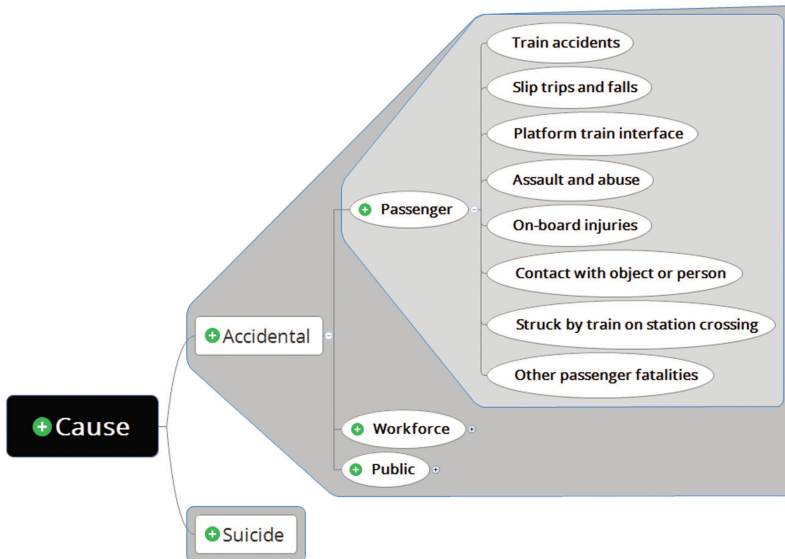 Train accidents
Slip trips and falls
Platform train interface
Assault and abuse
Passenger
On-board injuries
Contact with object or person
Struck by train on station crossing
Accidental
Other passenger fatalities
Cause
Workforce
Public
Suicide